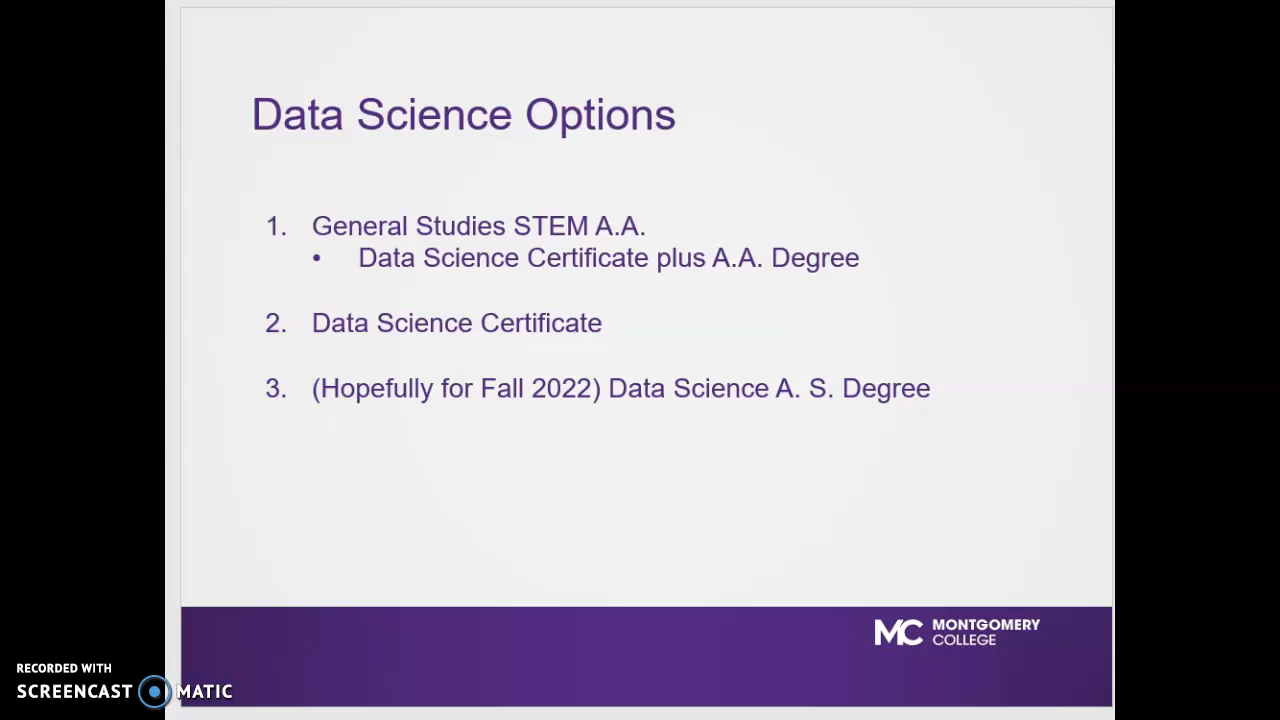 Data Science Options
1. General Studies STEM A.A.
• Data Science Certificate plus A.A. Degree
2. Data Science Certificate
3. (Hopefully for Fall 2022) Data Science A. S. Degree
MC MONTGOMERY
COLLEGE
RECORDED WITH
SCREENCAST MATIC